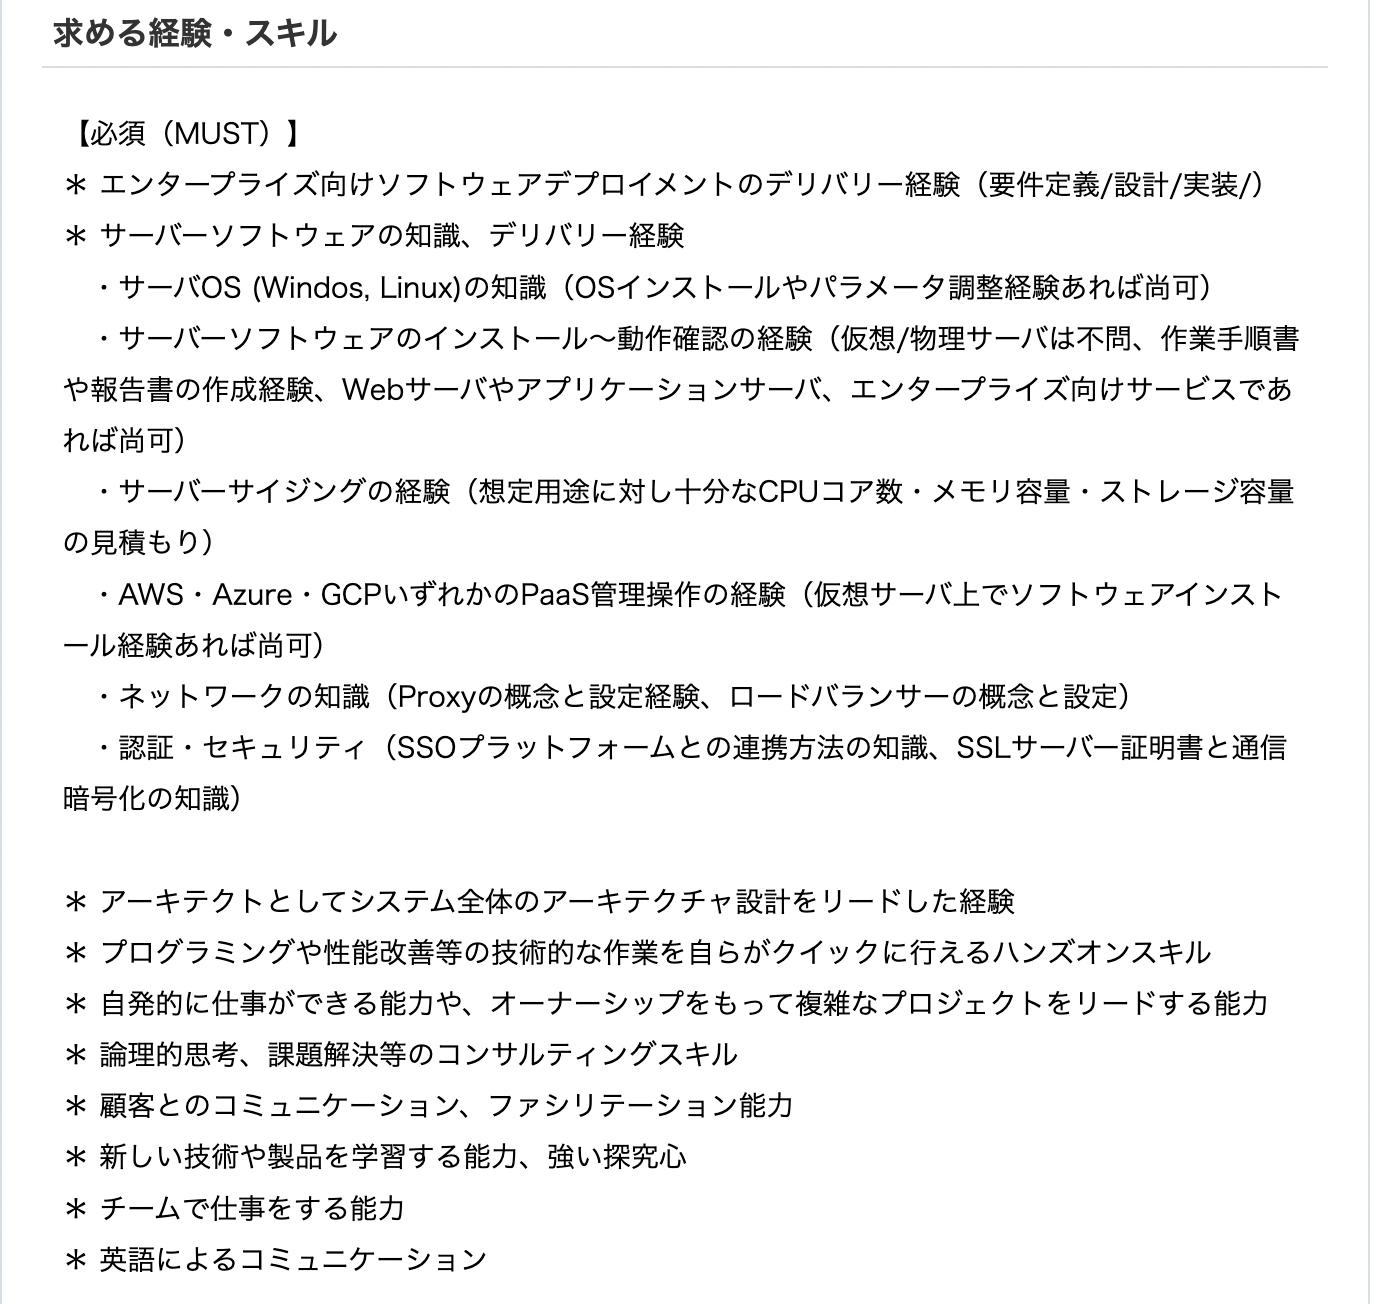 求める経験・スキル
【必須（MUST）】
＊ エンタープライズ向けソフトウェアデプロイメントのデリバリー経験（要件定義/設計/実装/）
＊ サーバーソフトウェアの知識、デリバリー経験
・サーバOS (Windos, Linux)の知識（OSインストールやパラメータ調整経験あれば尚可）
・サーバーソフトウェアのインストール〜動作確認の経験（仮想/物理サーバは不問、作業手順書
や報告書の作成経験、Webサーバやアプリケーションサーバ、エンタープライズ向けサービスであ
れば尚可）
・サーバーサイジングの経験（想定用途に対し十分なCPUコア数・メモリ容量・ストレージ容量
の見積もり）
・AWS・Azure・GCPいずれかのPaaS管理操作の経験（仮想サーバ上でソフトウェアインスト
ール経験あれば尚可）
・ネットワークの知識（Proxyの概念と設定経験、ロードバランサーの概念と設定）
・認証・セキュリティ（SSOプラットフォームとの連携方法の知識、SSLサーバー証明書と通信
暗号化の知識）
＊ アーキテクトとしてシステム全体のアーキテクチャ設計をリードした経験
＊ プログラミングや性能改善等の技術的な作業を自らがクイックに行えるハンズオンスキル
＊ 自発的に仕事ができる能力や、オーナーシップをもって複雑なプロジェクトをリードする能力
＊ 論理的思考、課題解決等のコンサルティングスキル
＊ 顧客とのコミュニケーション、ファシリテーション能力
＊ 新しい技術や製品を学習する能力、強い探究心
＊ チームで仕事をする能力
＊ 英語によるコミュニケーション